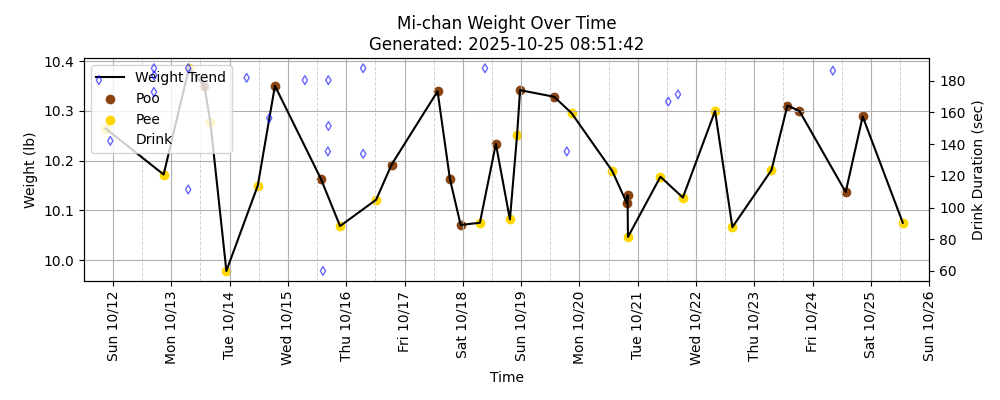 Mi-chan Weight Over Time
Generated: 2025-10-25 08:51:42
Weight (lb)
10.4
10.3
10.2
10.1
10.0
Weight Trend
Poo
Pee
Drink
180
160
140
120
100
80
60
Drink Duration (sec)
Sun 10/12
Mon 10/13
Tue 10/14
Wed 10/15
Thu 10/16
Fri 10/17
Sat 10/18
Sun 10/19
Mon 10/20
Tue 10/21
Wed 10/22
Thu 10/23
Fri 10/24
Sat 10/25
Sun 10/26
Time